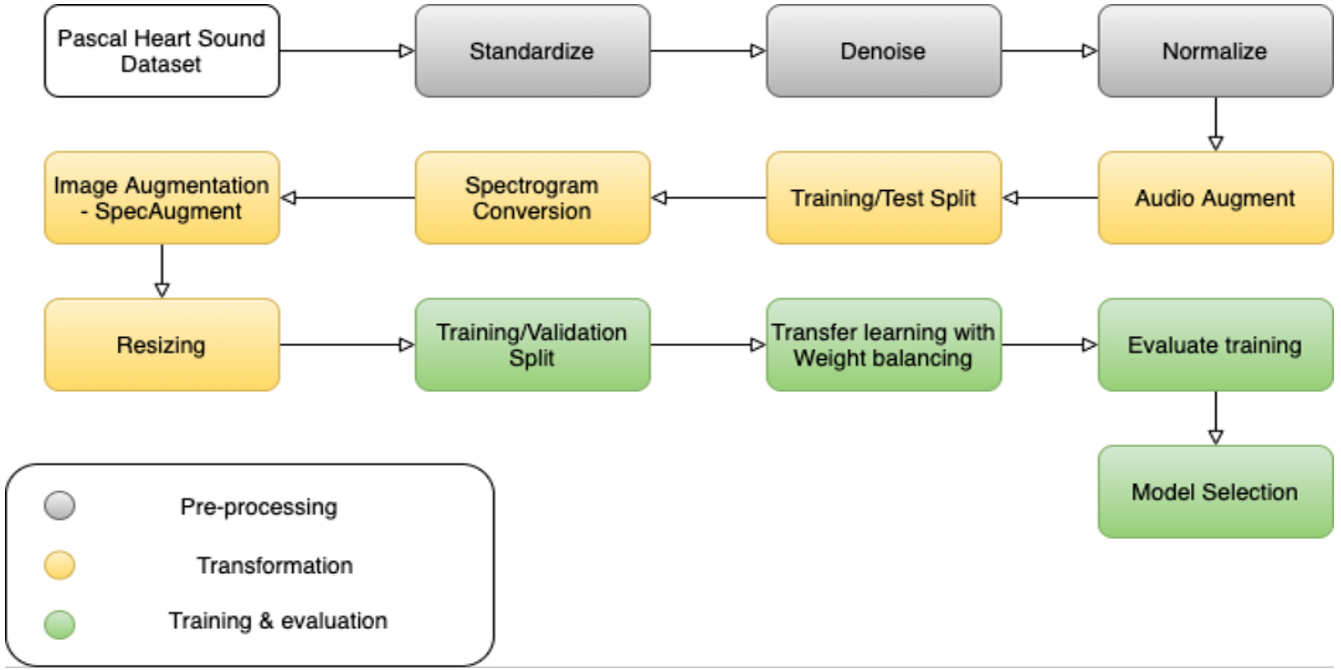 Pascal Heart Sound
Dataset
Standardize
Denoise
Normalize
Image Augmentation
- SpecAugment
Spectrogram
Conversion
Training/Test Split
Audio Augment
Resizing
Training/Validation
Split
Transfer learning with
Weight balancing
Evaluate training
Model Selection
Pre-processing
Transformation
Training & evaluation